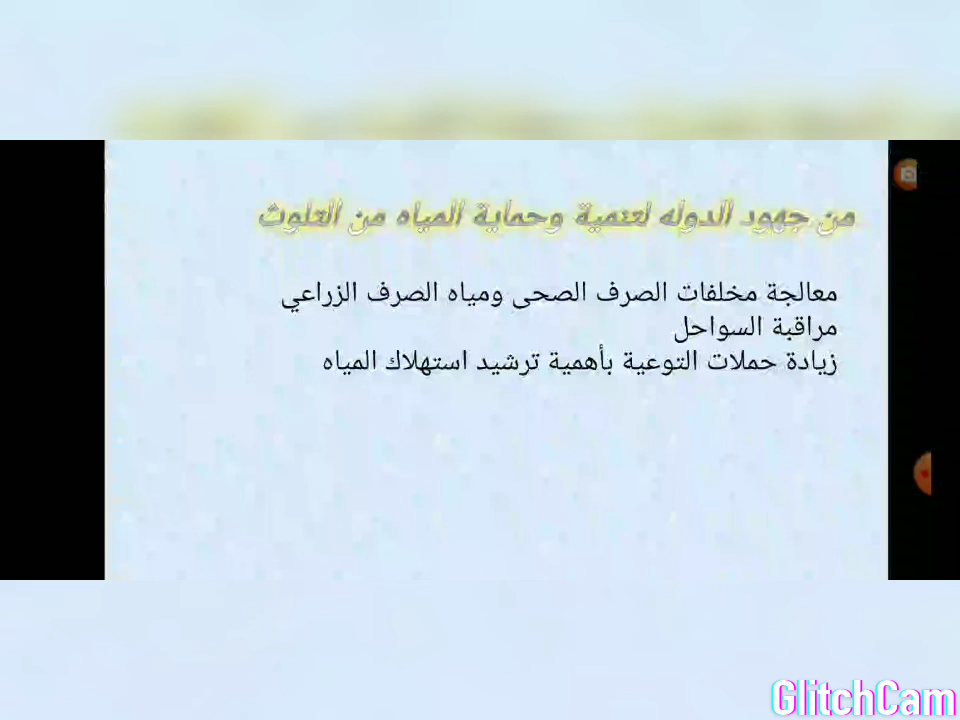 من جهود الدوله لتنمية وحماية المياه من التلوث
معالجة مخلفات الصرف الصحى ومياه الصرف الزراعي
مراقبة السواحل
زيادة حملات التوعية بأهمية ترشيد استهلاك المياه
GlitchCam